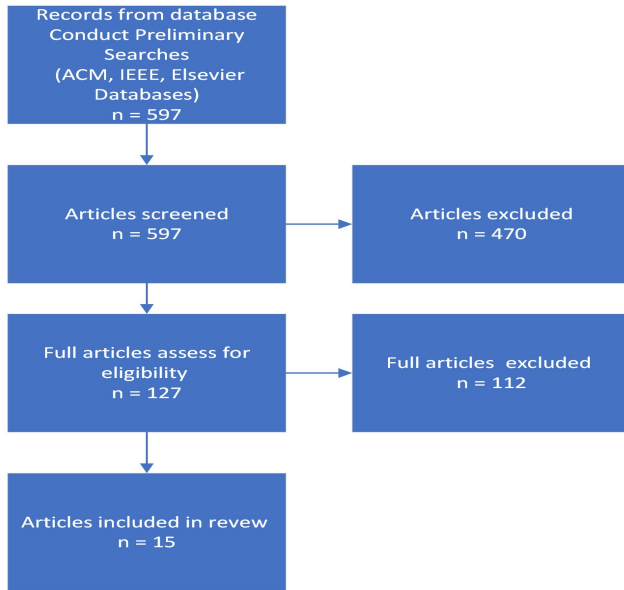 Records from database
Conduct Preliminary
Searches
(ACM, IEEE, Elsevier
Databases)
n = 597
Articles screened
n = 597
Articles excluded
n = 470
Full articles assess for
eligibility
n = 127
Full articles excluded
n = 112
Articles included in revew
n = 15